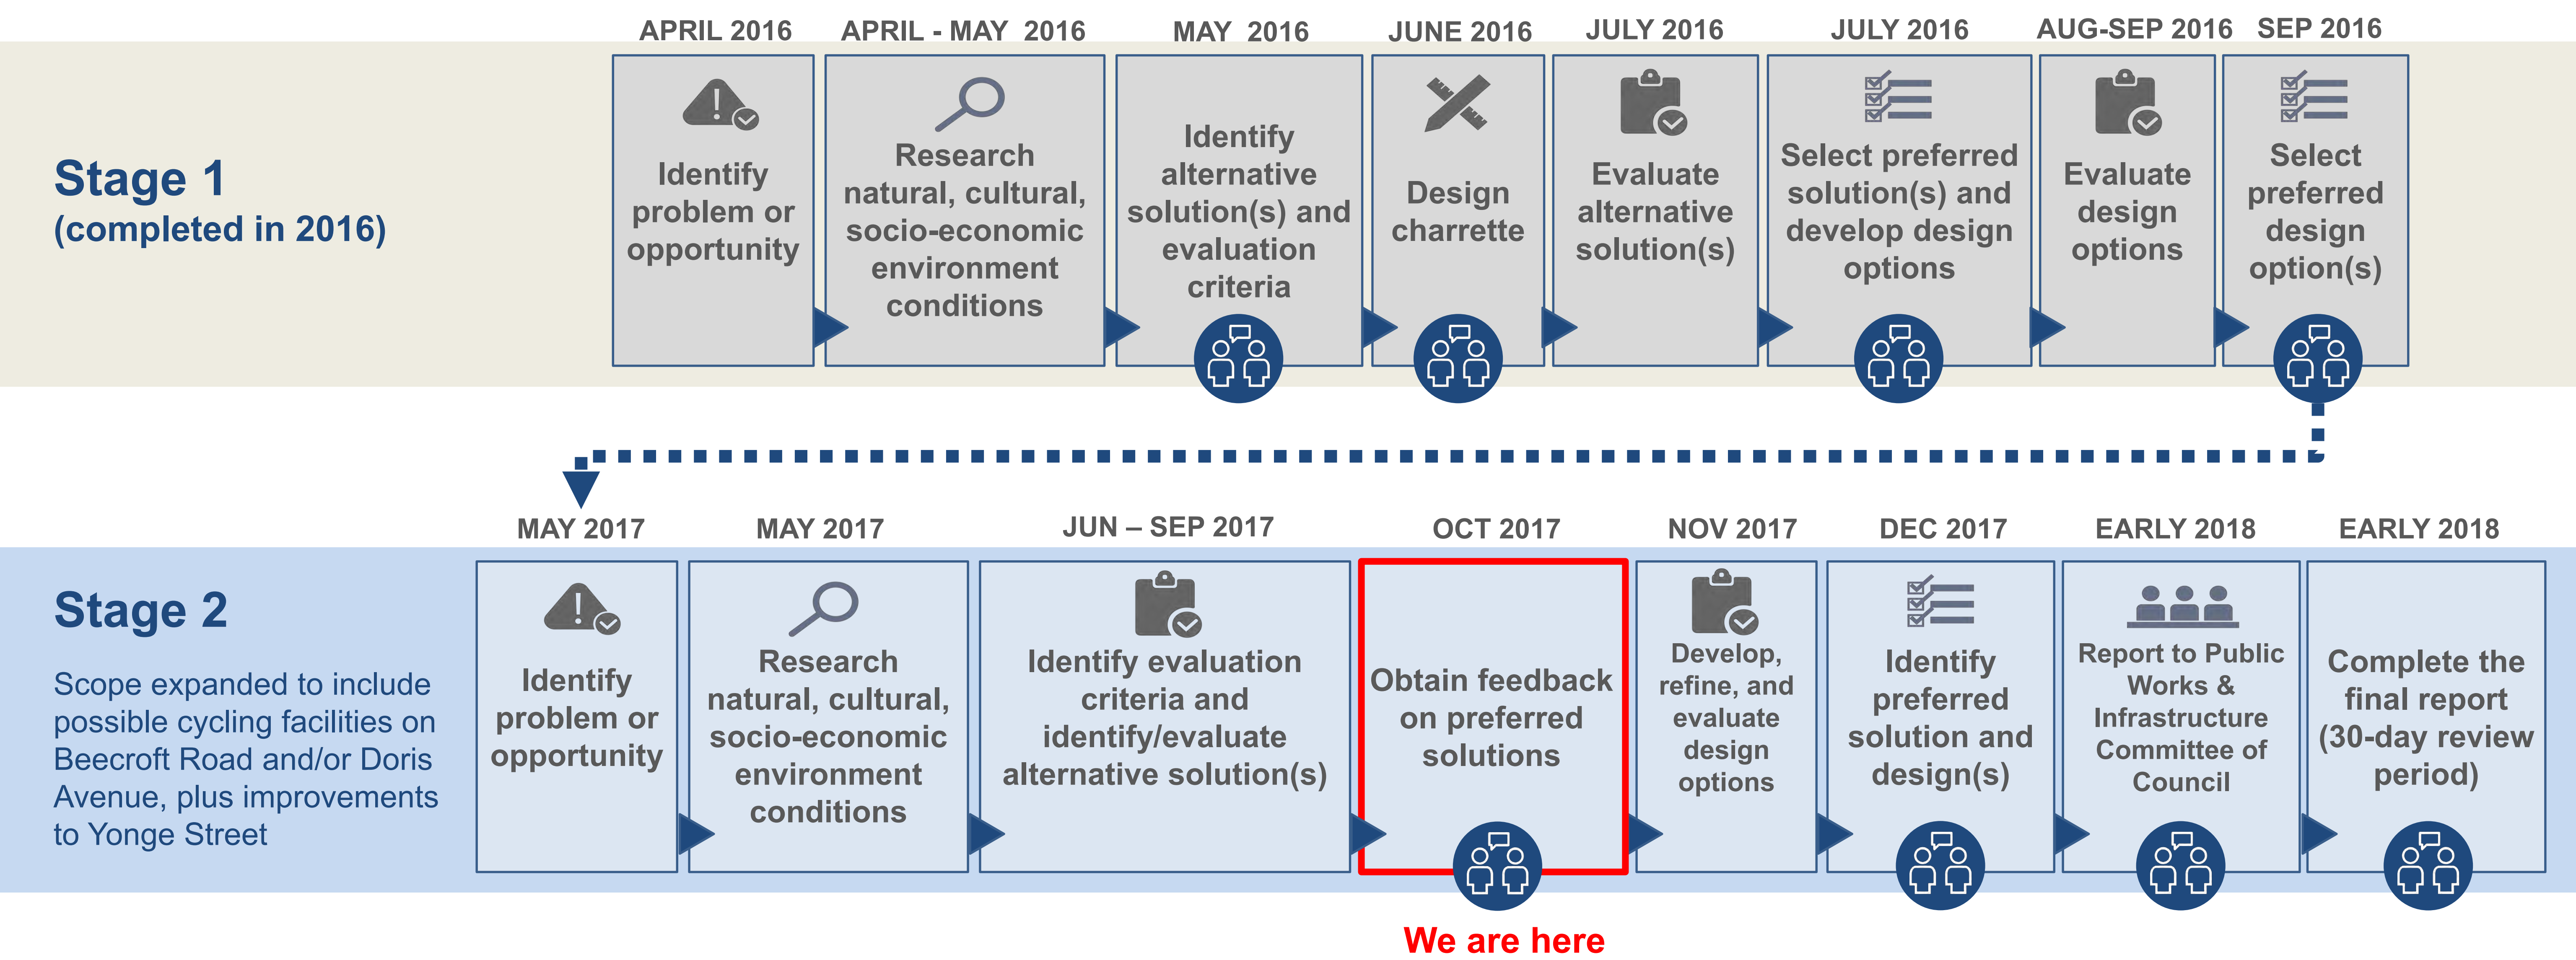 APRIL 2016
APRIL - MAY 2016
MAY 2016
JUNE 2016
JULY 2016
JULY 2016
AUG-SEP 2016
SEP 2016
Stage 1
(completed in 2016)
Identify
problem or
opportunity
Research
natural, cultural,
socio-economic
environment
conditions
Identify
alternative
solution(s) and
evaluation
criteria
Design
charrette
Evaluate
alternative
solution(s)
Select preferred
solution(s) and
develop design
options
Evaluate
design
options
Select
preferred
design
option(s)
MAY 2017
MAY 2017
JUN – SEP 2017
OCT 2017
NOV 2017
DEC 2017
EARLY 2018
EARLY 2018
Stage 2
Scope expanded to include
possible cycling facilities on
Beecroft Road and/or Doris
Avenue, plus improvements
to Yonge Street
Identify
problem or
opportunity
Research
natural, cultural,
socio-economic
environment
conditions
Identify evaluation
criteria and
identify/evaluate
alternative solution(s)
Obtain feedback
on preferred
solutions
Develop,
refine, and
evaluate
design
options
Identify
preferred
solution and
design(s)
Report to Public
Works &
Infrastructure
Committee of
Council
Complete the
final report
(30-day review
period)
We are here